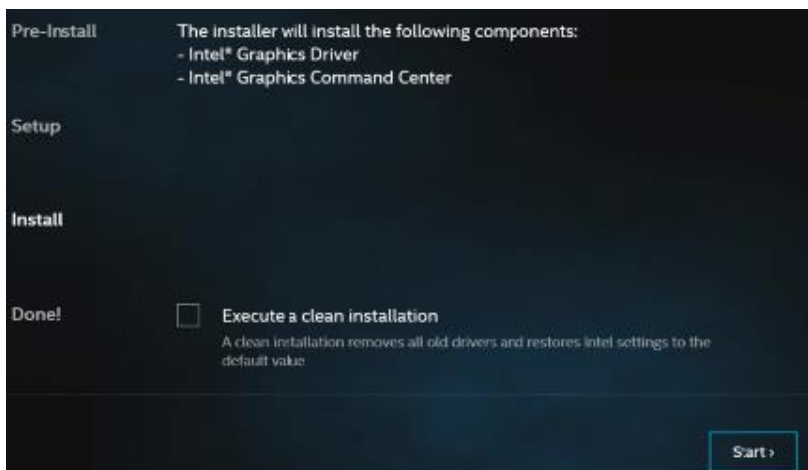 Pre-Install
The installer will install the following components:
- Intel® Graphics Driver
- Intel® Graphics Command Center
Setup
Install
Done!
Execute a clean installation
A clean installation removes all old drivers and restores Intel settings to the
default value
Start ›